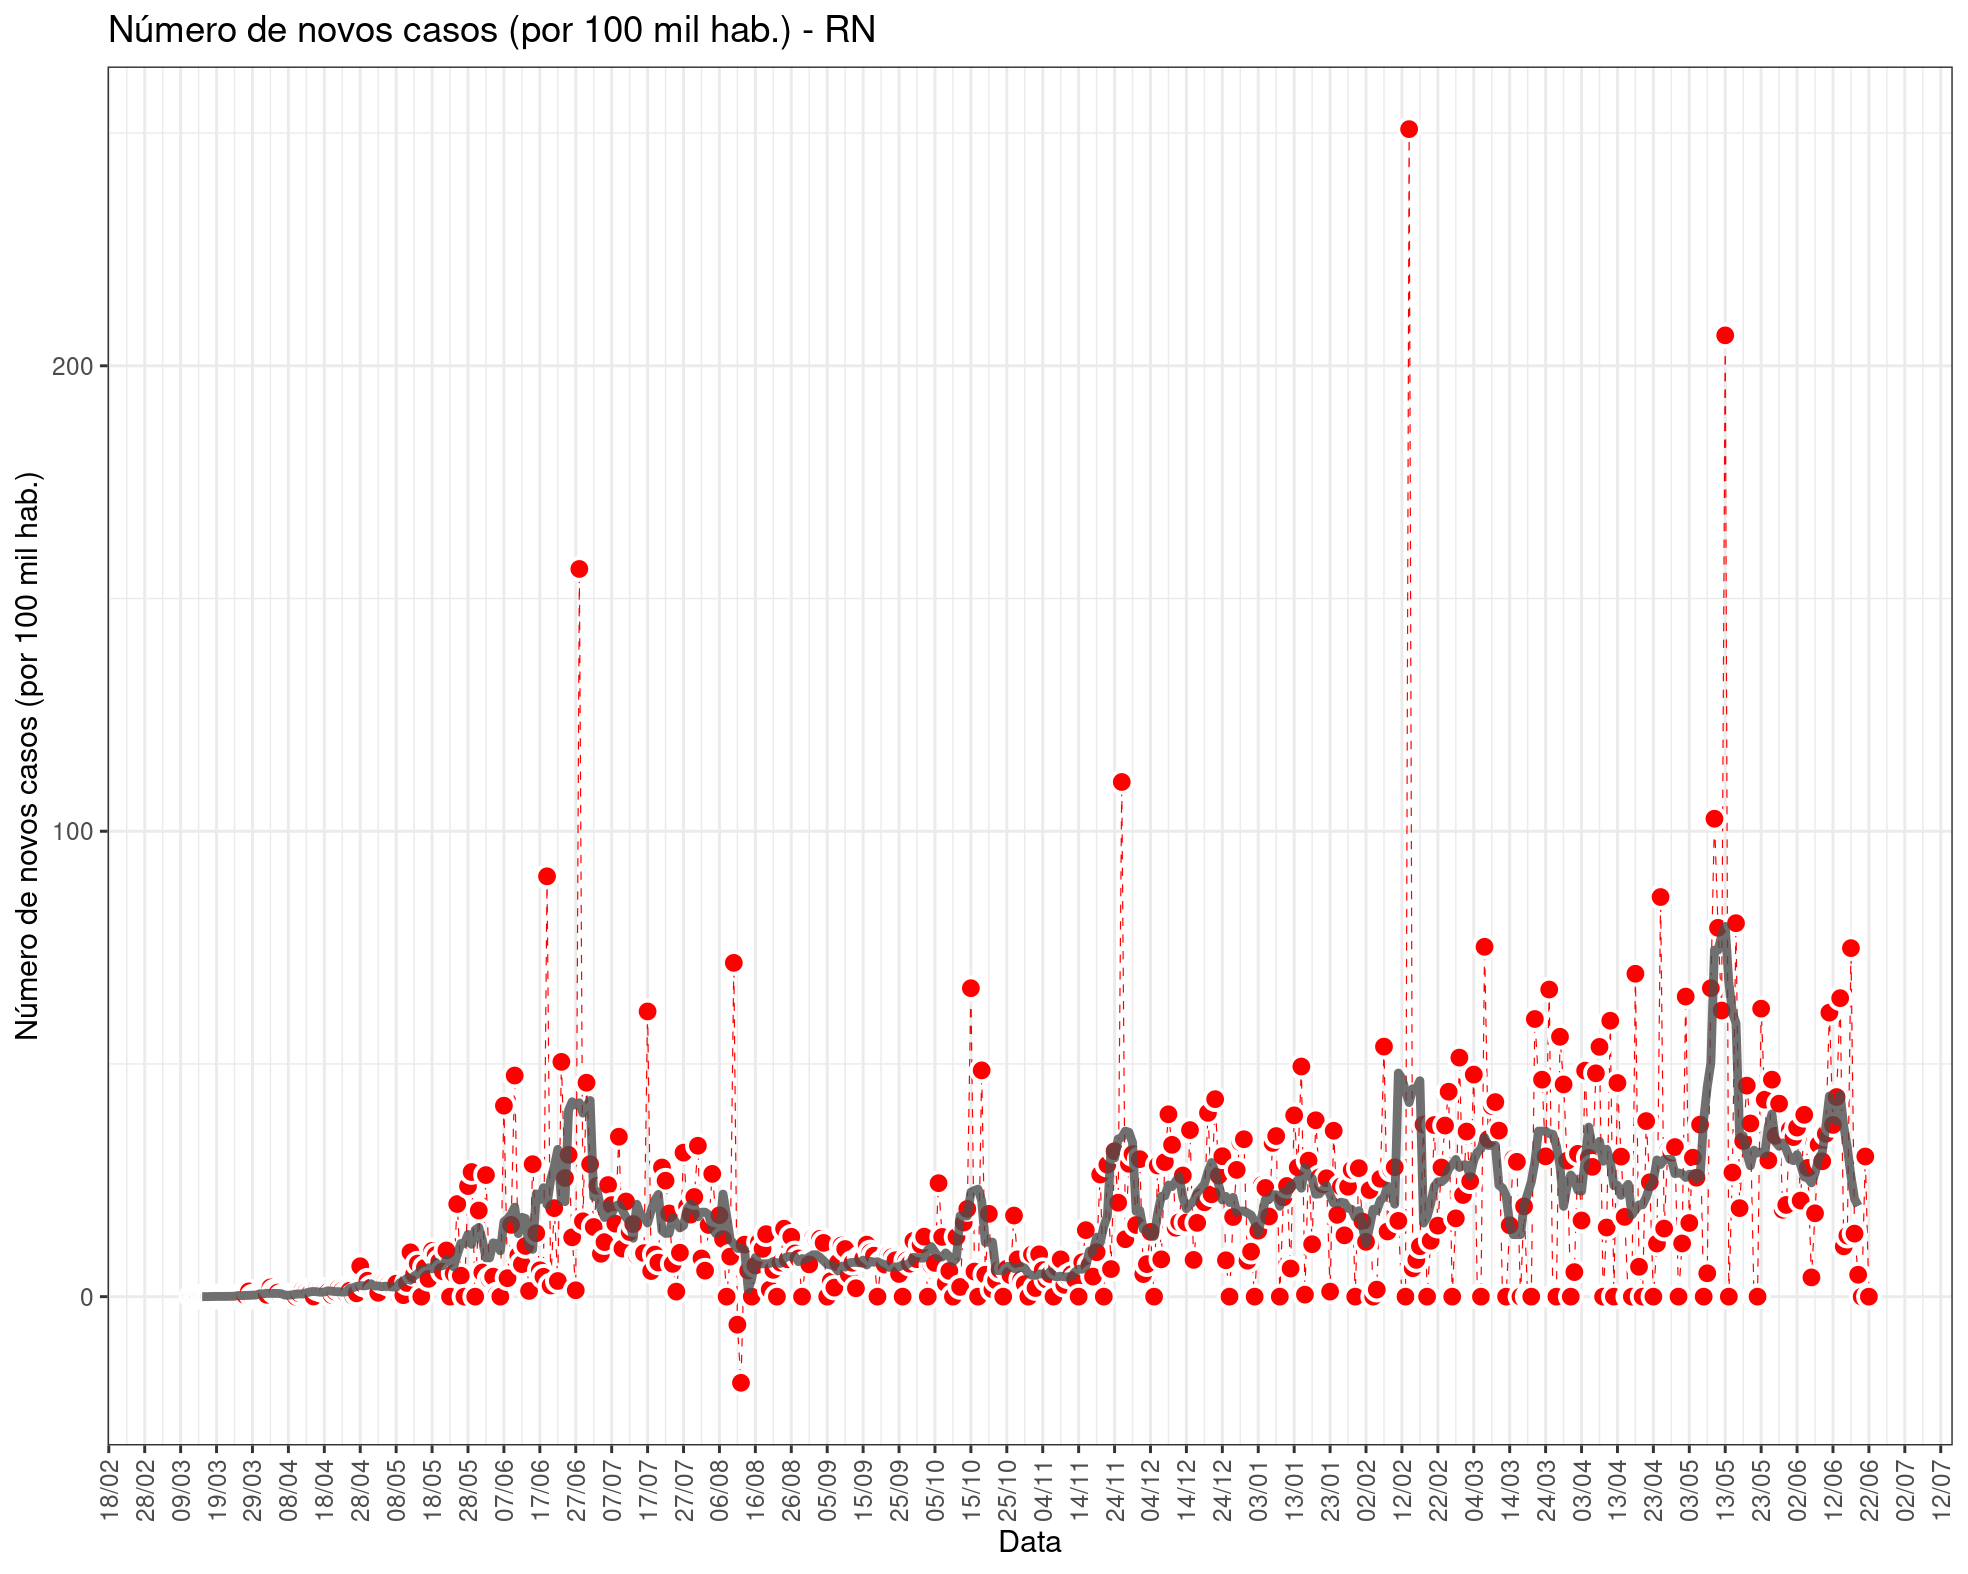 Número de novos casos (por 100 mil hab.) - RN
Número de novos casos (por 100 mil hab.)
200
100
0
18/02 28/02 09/03 19/03 29/03 08/04 18/04 28/04 08/05 18/05 28/05 07/06 17/06 27/06 07/07 17/07 27/07 06/08 16/08 26/08 05/09 15/09 25/09 05/10 15/10 25/10 04/11 14/11 24/11 04/12 14/12 24/12 03/01 13/01 23/01 02/02 12/02 22/02 04/03 14/03 24/03 03/04 13/04 23/04 03/05 13/05 23/05 02/06 12/06 22/06 02/07 12/07
Data